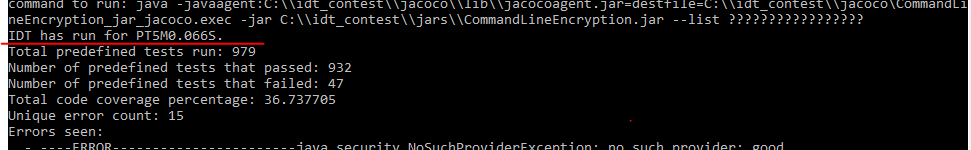 command to run: java -javaagent:C:\\idt_contest\\jacoco\\lib\\jacocoagent.jar=destfile=C:\\idt_contest\\jacoco\CommandLi
neEncryption_jar_jacoco.exec -jar C:\\idt_contest\\jars\\CommandLineEncryption.jar --list ?????????????????
IDT has run for PT5M0.066S.
Total predefined tests run: 979
Number of predefined tests that passed: 932
Number of predefined tests that failed: 47
Total code coverage percentage: 36.737705
Unique error count: 15
Errors seen:
- ----ERROR-----------------------java.security.NoSuchProviderException: no such provider: good